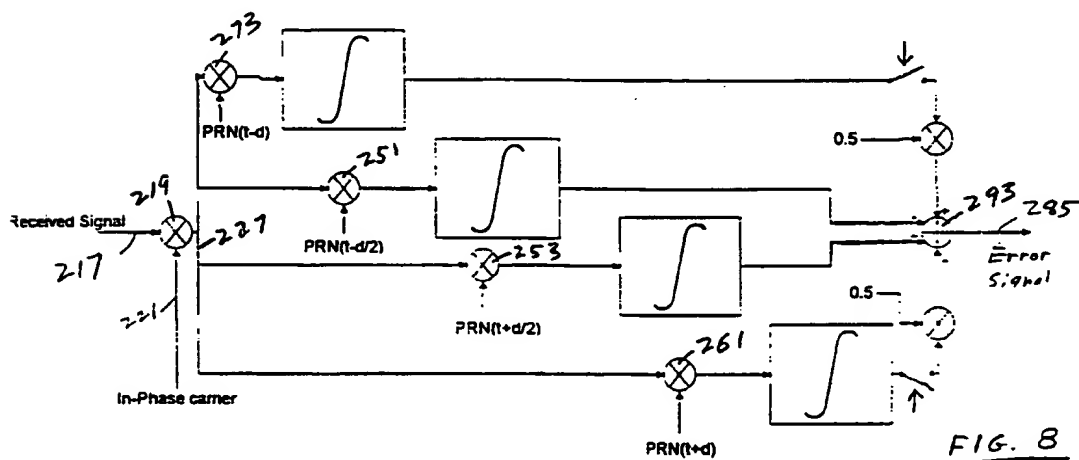 273
PRN(t-d)
0.5
251
219
Received Signal
217
227
PRN(t-d/2)
293
295
Error
Signal
253
221
PRN(t+d/2)
0.5
261
In-Phase carrier
PRN(t+d)
FIG. 8